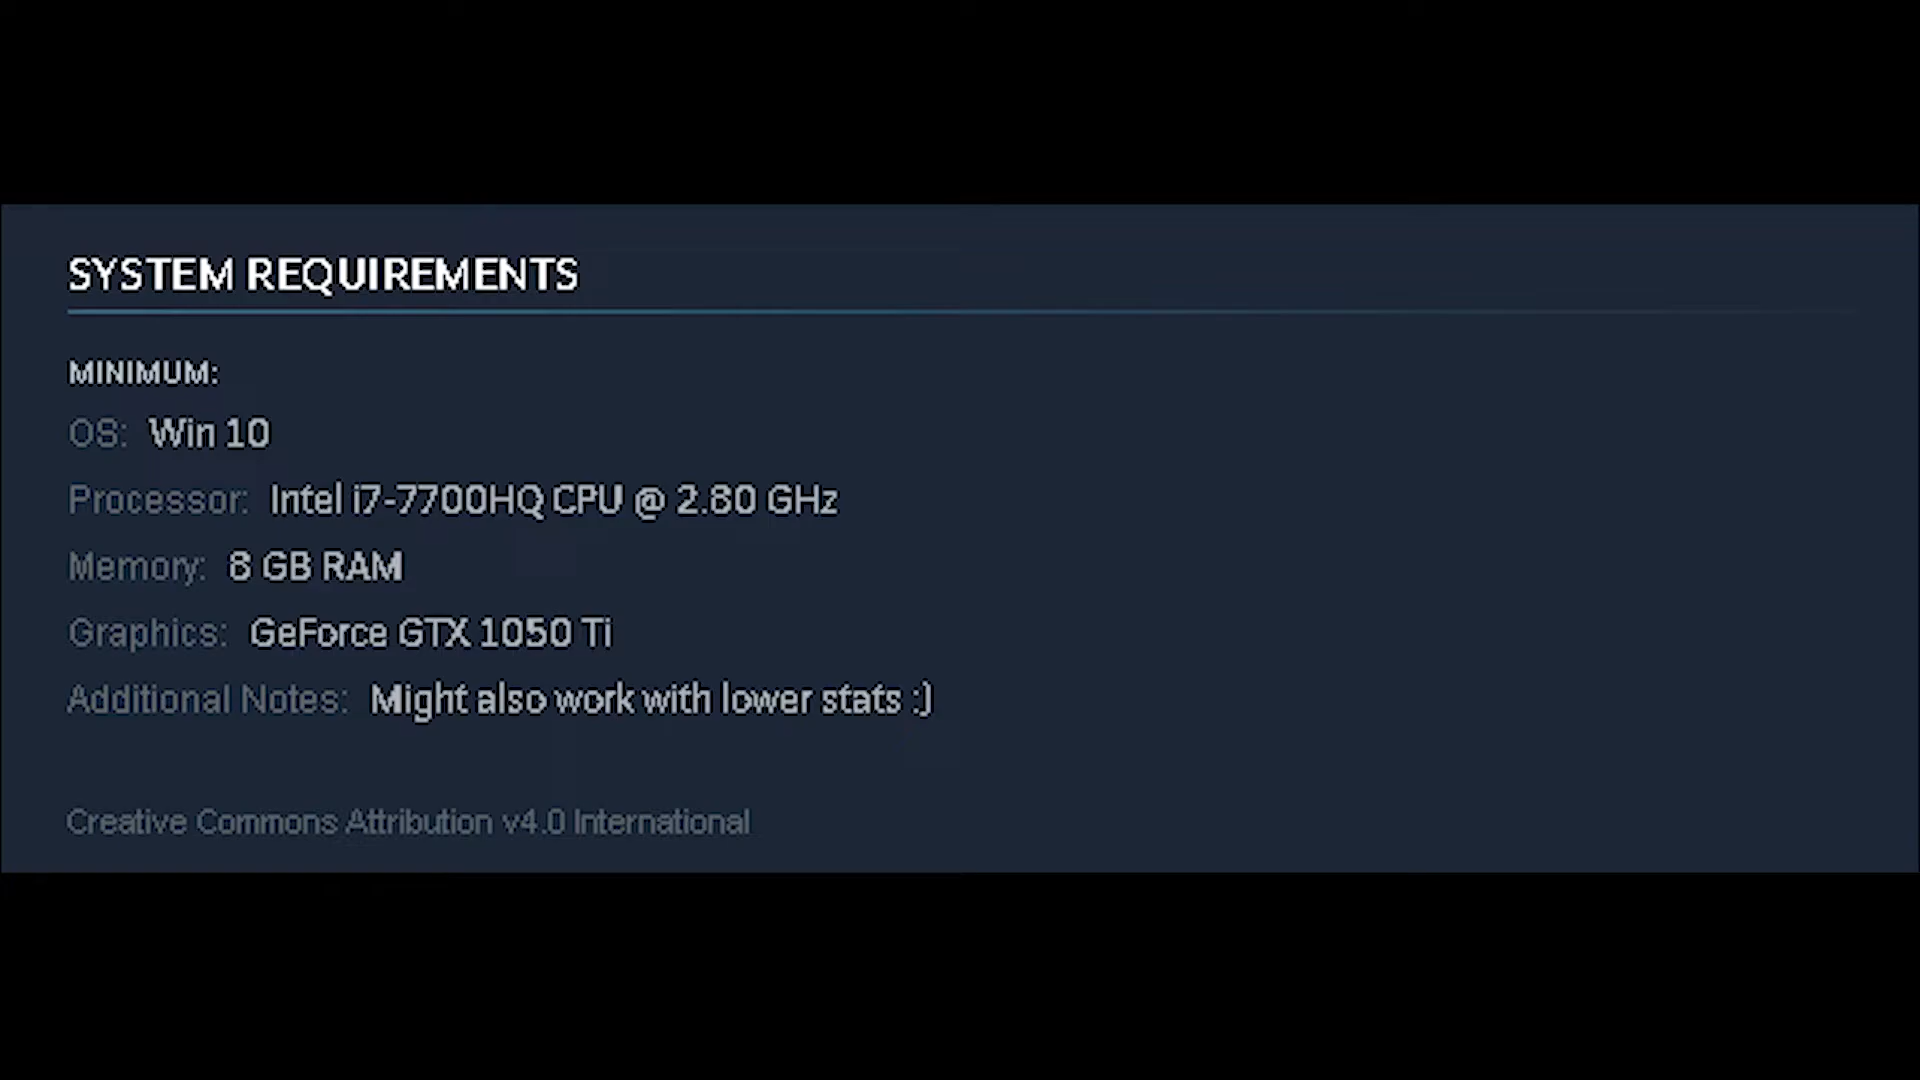 SYSTEM REQUIREMENTS
MINIMUM:
OS: Win 10
Processor: Intel i7-7700HQ CPU @ 2.80 GHz
Memory: 8 GB RAM
Graphics: GeForce GTX 1050 Ti
Additional Notes: Might also work with lower stats :)
Creative Commons Attribution v4.0 International